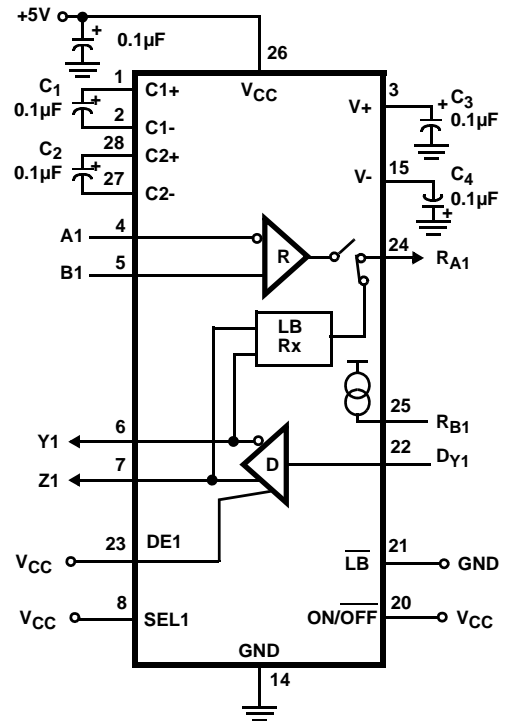 +5V
+
0.1µF
26
VCC
1
C1+
C1
0.1µF
+
2
C1-
28
C2+
C2
0.1µF
+
27
C2-
3
V+
+
C3
0.1µF
15
V-
C4
0.1µF
+
A1
4
B1
5
R
24
RA1
LB
Rx
25
RB1
Y1
6
22
DY1
Z1
7
D
VCC
23
DE1
21
LB
GND
VCC
8
SEL1
20
ON/OFF
VCC
GND
14